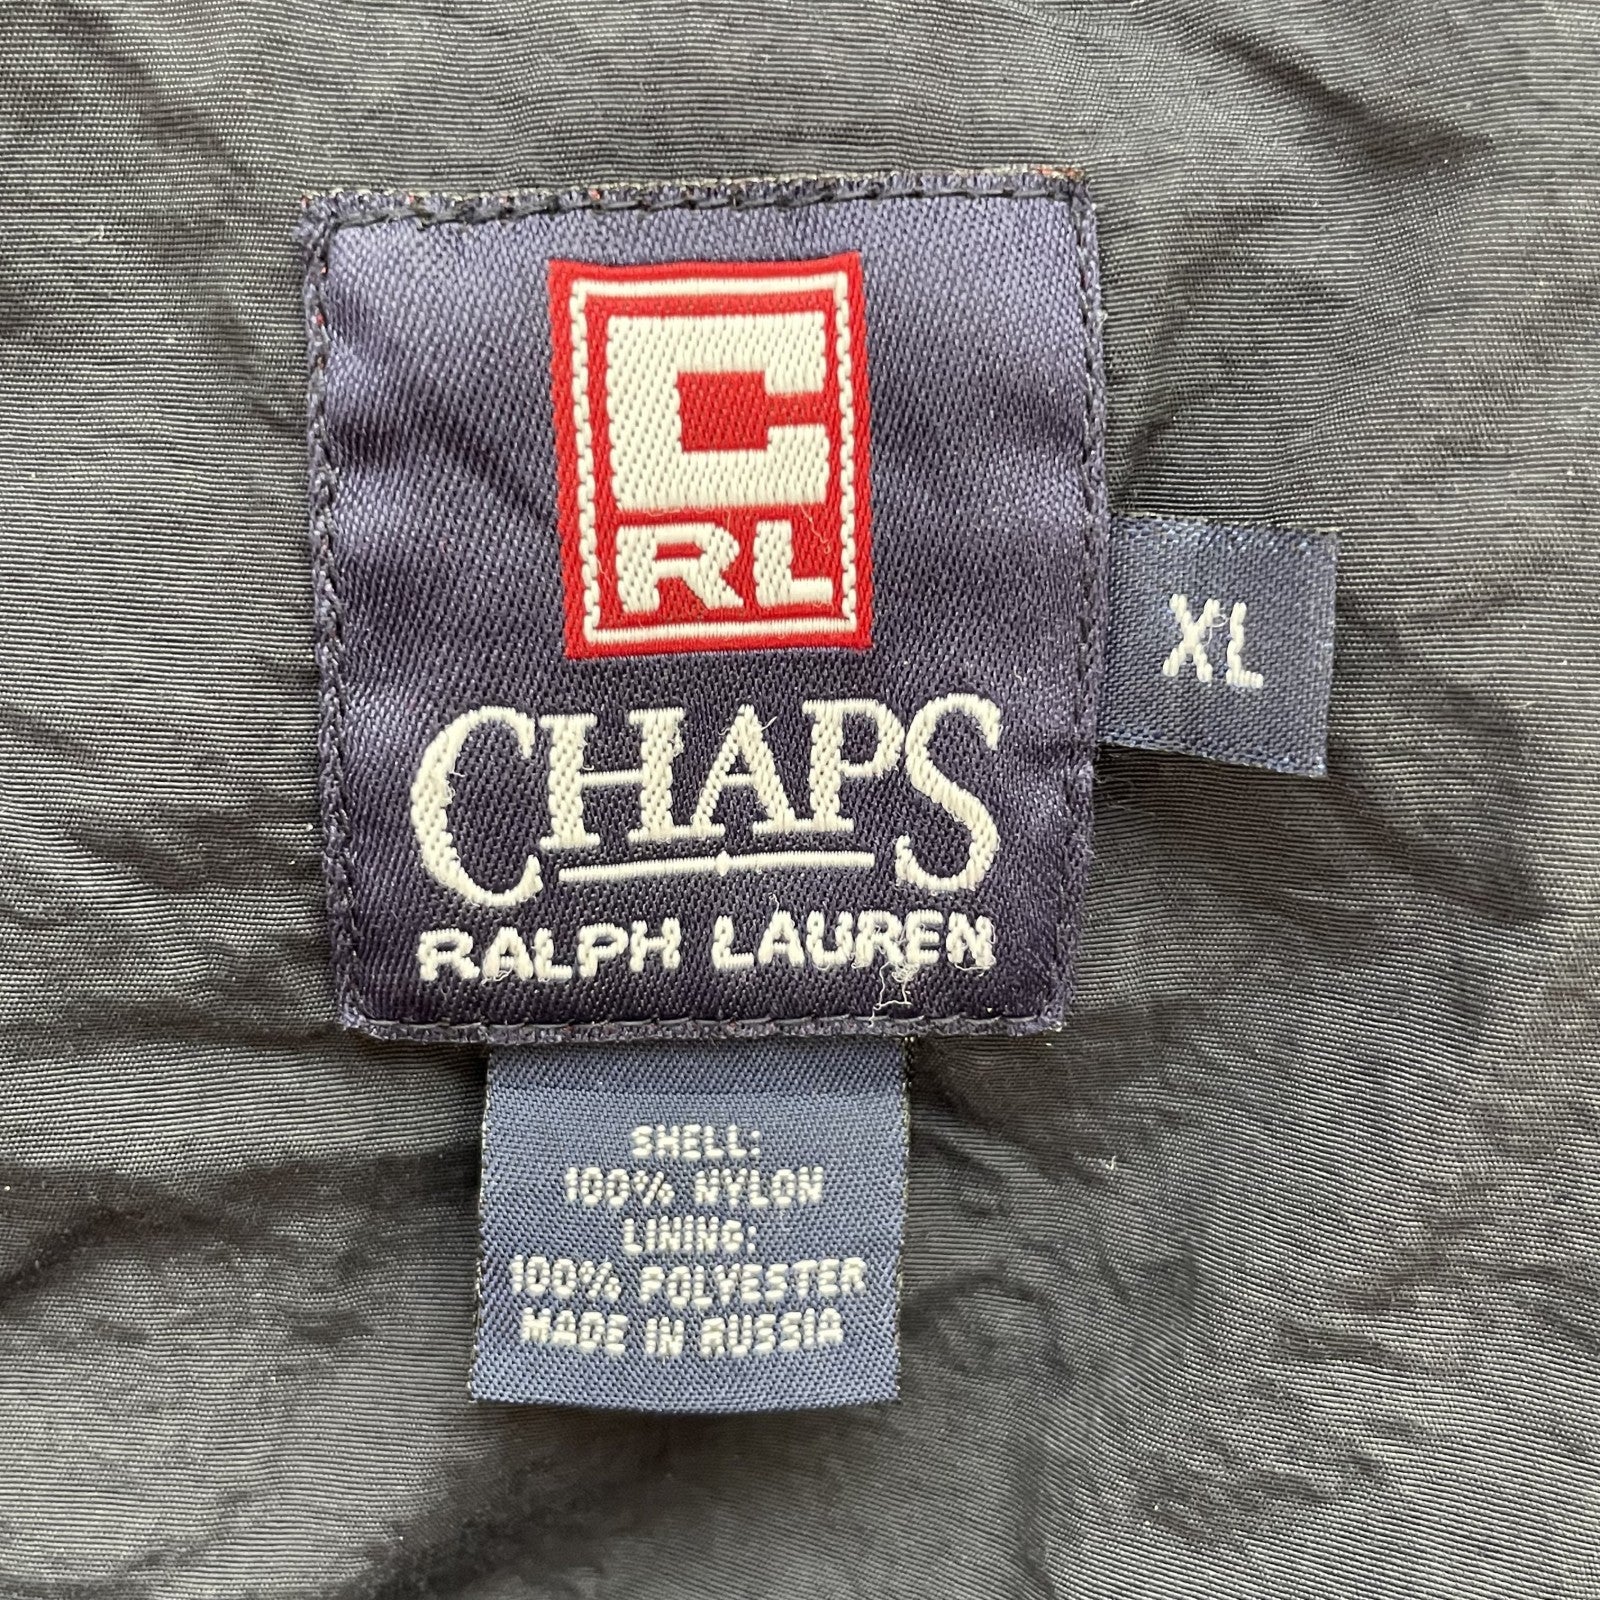 C
RL
XL
CHAPS
RALPH LAUREN
SHELL:
100% NYLON
LINING:
100% POLYESTER
MADE IN RUSSIA